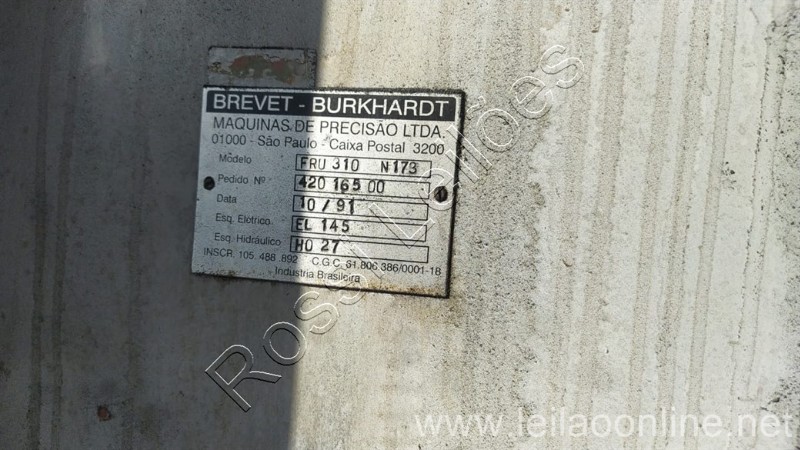 BREVET - BURKHARDT
MAQUINAS DE PRECISÃO LTDA.
01000 - São Paulo - Caixa Postal 3200
Modelo FRU 310 N173
Pedido Nº 420 165 00
Data 10 / 91
Esq. Elétrico EL 145
Esq. Hidráulico HO 27
INSCR. 105.488.892 C.G.C. 61.806.386/0001-18
Industria Brasileira
Rossi Leilões
www.leilaoonline.net